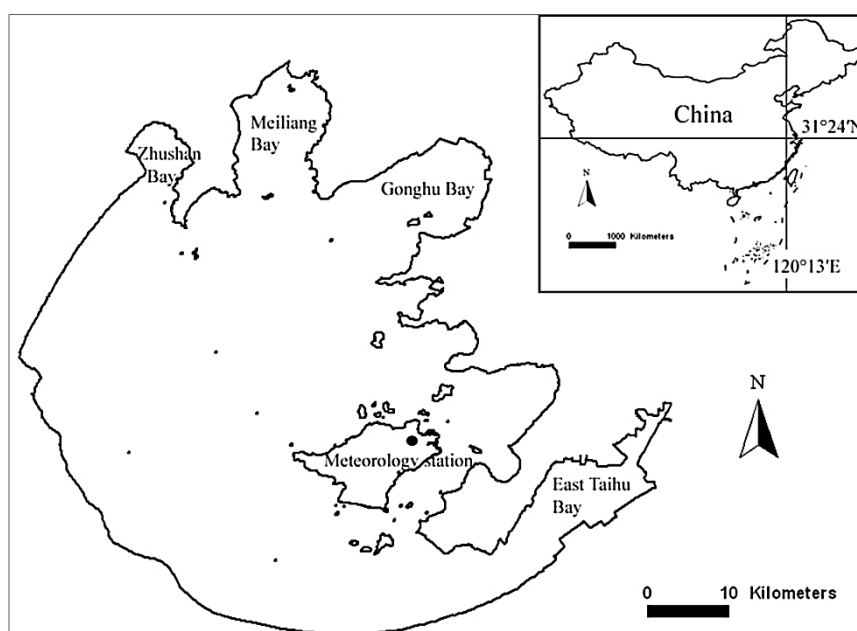 Meiliang
Bay
Zhushan
Bay
Gonghu Bay
Meteorology station
East Taihu
Bay
N
0 10 Kilometers
China
31°24'N
N
0 1000 Kilometers
120°13'E